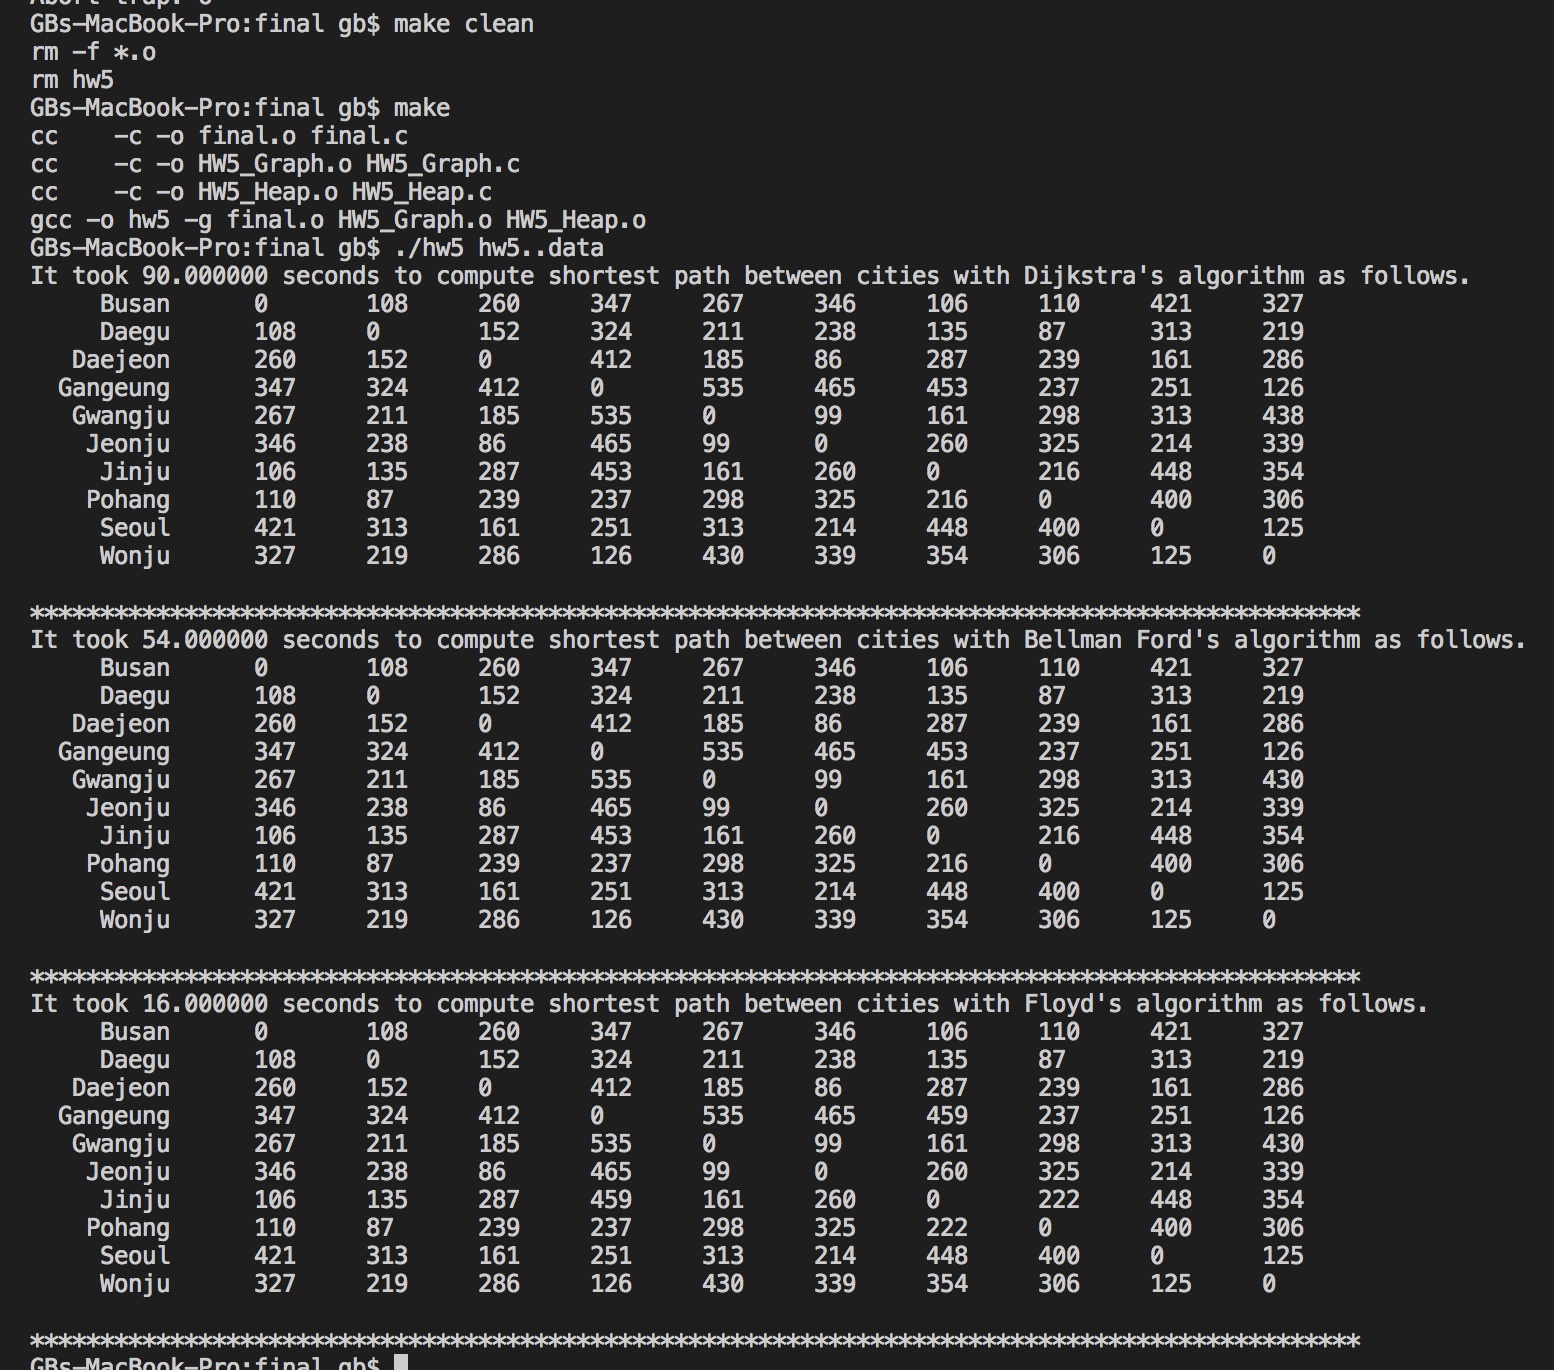 Abort trap: 6
GBs-MacBook-Pro:final gb$ make clean
rm -f *.o
rm hw5
GBs-MacBook-Pro:final gb$ make
cc    -c -o final.o final.c
cc    -c -o HW5_Graph.o HW5_Graph.c
cc    -c -o HW5_Heap.o HW5_Heap.c
gcc -o hw5 -g final.o HW5_Graph.o HW5_Heap.o
GBs-MacBook-Pro:final gb$ ./hw5 hw5..data
It took 90.000000 seconds to compute shortest path between cities with Dijkstra's algorithm as follows.
     Busan      0       108     260     347     267     346     106     110     421     327
     Daegu      108     0       152     324     211     238     135     87      313     219
   Daejeon      260     152     0       412     185     86      287     239     161     286
  Gangeung      347     324     412     0       535     465     453     237     251     126
   Gwangju      267     211     185     535     0       99      161     298     313     438
    Jeonju      346     238     86      465     99      0       260     325     214     339
     Jinju      106     135     287     453     161     260     0       216     448     354
    Pohang      110     87      239     237     298     325     216     0       400     306
     Seoul      421     313     161     251     313     214     448     400     0       125
     Wonju      327     219     286     126     430     339     354     306     125     0
***********************************************************************************************
It took 54.000000 seconds to compute shortest path between cities with Bellman Ford's algorithm as follows.
     Busan      0       108     260     347     267     346     106     110     421     327
     Daegu      108     0       152     324     211     238     135     87      313     219
   Daejeon      260     152     0       412     185     86      287     239     161     286
  Gangeung      347     324     412     0       535     465     453     237     251     126
   Gwangju      267     211     185     535     0       99      161     298     313     430
    Jeonju      346     238     86      465     99      0       260     325     214     339
     Jinju      106     135     287     453     161     260     0       216     448     354
    Pohang      110     87      239     237     298     325     216     0       400     306
     Seoul      421     313     161     251     313     214     448     400     0       125
     Wonju      327     219     286     126     430     339     354     306     125     0
***********************************************************************************************
It took 16.000000 seconds to compute shortest path between cities with Floyd's algorithm as follows.
     Busan      0       108     260     347     267     346     106     110     421     327
     Daegu      108     0       152     324     211     238     135     87      313     219
   Daejeon      260     152     0       412     185     86      287     239     161     286
  Gangeung      347     324     412     0       535     465     459     237     251     126
   Gwangju      267     211     185     535     0       99      161     298     313     430
    Jeonju      346     238     86      465     99      0       260     325     214     339
     Jinju      106     135     287     459     161     260     0       222     448     354
    Pohang      110     87      239     237     298     325     222     0       400     306
     Seoul      421     313     161     251     313     214     448     400     0       125
     Wonju      327     219     286     126     430     339     354     306     125     0
***********************************************************************************************
GBs-MacBook-Pro:final gb$